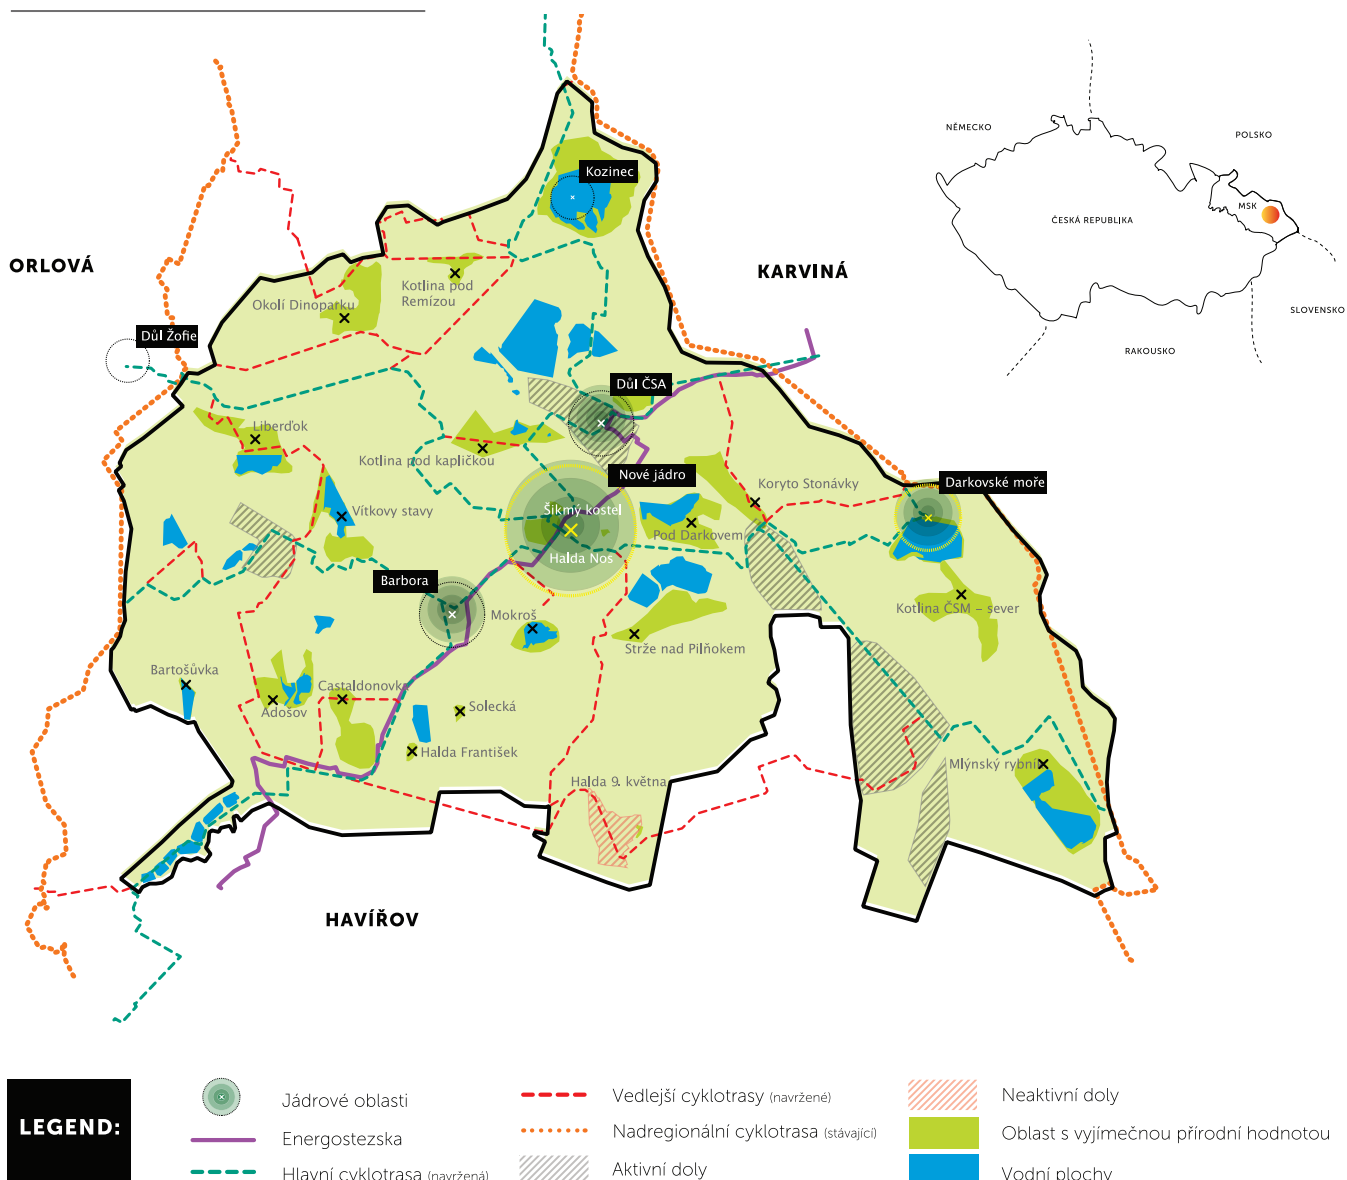 NĚMECKO
POLSKO
MSK
ČESKÁ REPUBLIKA
SLOVENSKO
RAKOUSKO
Kozinec
ORLOVÁ
KARVINÁ
Kotlina pod
Remízou
Okolí Dinoparku
Důl Žofie
Důl ČSA
Liberďok
Kotlina pod kapličkou
Nové jádro
Koryto Stonávky
Darkovské moře
Vítkovy stavy
Šikmý kostel
Pod Darkovem
Halda Nos
Barbora
Mokroš
Kotlina ČSM – sever
Strže nad Pilňokem
Bartošůvka
Castaldonovka
Adošov
Solecká
Halda František
Mlýnský rybník
Halda 9. května
HAVÍŘOV
LEGEND:
Jádrové oblasti
Energostezska
Hlavní cyklotrasa (navržená)
Vedlejší cyklotrasy (navržené)
Nadregionální cyklotrasa (stávající)
Aktivní doly
Neaktivní doly
Oblast s vyjímečnou přírodní hodnotou
Vodní plochy